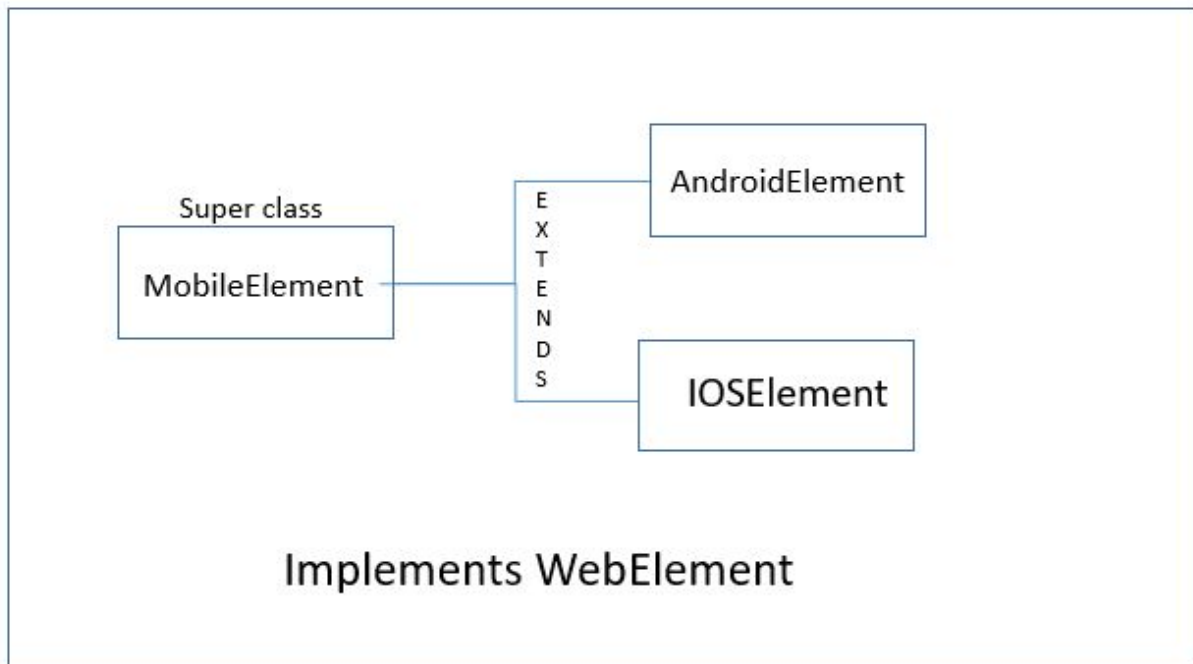 Super class
MobileElement
E
X
T
E
N
D
S
AndroidElement
IOSElement
Implements WebElement